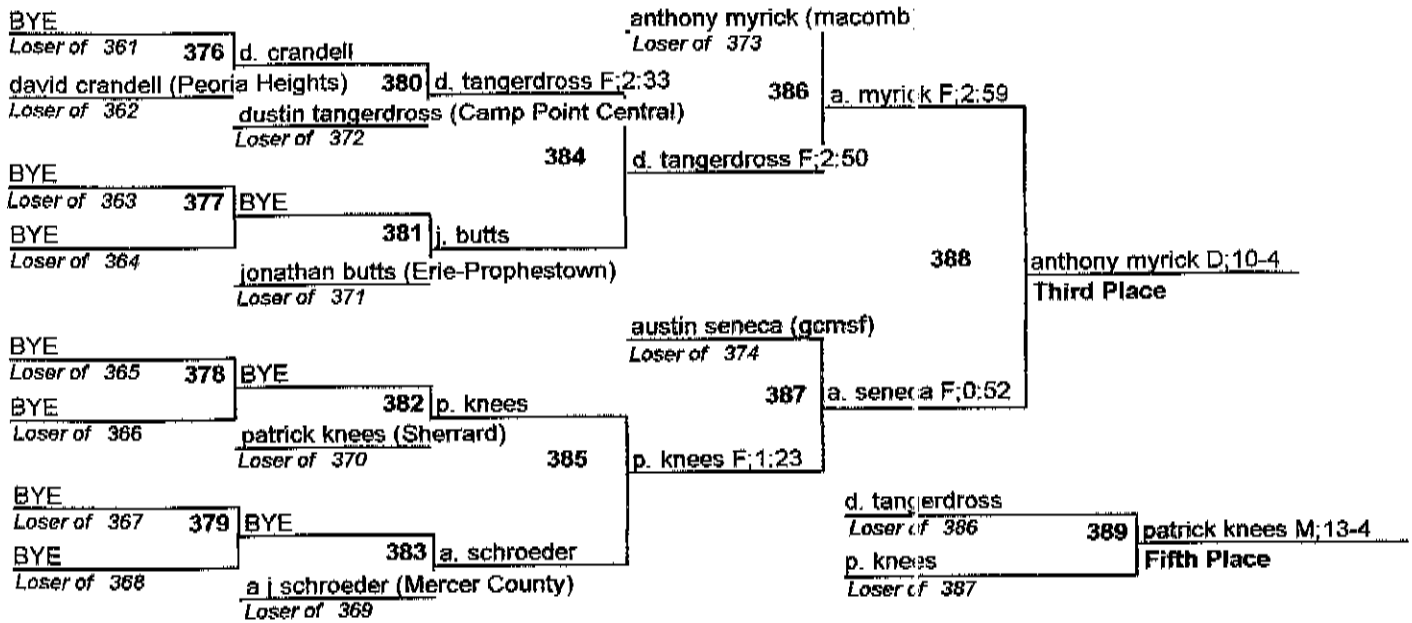 BYE
Loser of 361
376 d. crandell
david crandell (Peoria Heights)
Loser of 362
380 d. tangerdross F;2:33
dustin tangerdross (Camp Point Central)
Loser of 372
BYE
Loser of 363
377 BYE
BYE
Loser of 364
381 j. butts
jonathan butts (Erie-Prophestown)
Loser of 371
384 d. tangerdross F;2:50
anthony myrick (macomb
Loser of 373
386 a. myrick F;2:59
BYE
Loser of 365
378 BYE
BYE
Loser of 366
382 p. knees
patrick knees (Sherrard)
Loser of 370
BYE
Loser of 367
379 BYE
BYE
Loser of 368
383 a. schroeder
a j schroeder (Mercer County)
Loser of 369
385 p. knees F;1:23
austin seneca (gcmsf)
Loser of 374
387 a. seneca F;0:52
388 anthony myrick D;10-4
Third Place
d. tangerdross
Loser of 386
p. knees
Loser of 387
389 patrick knees M;13-4
Fifth Place